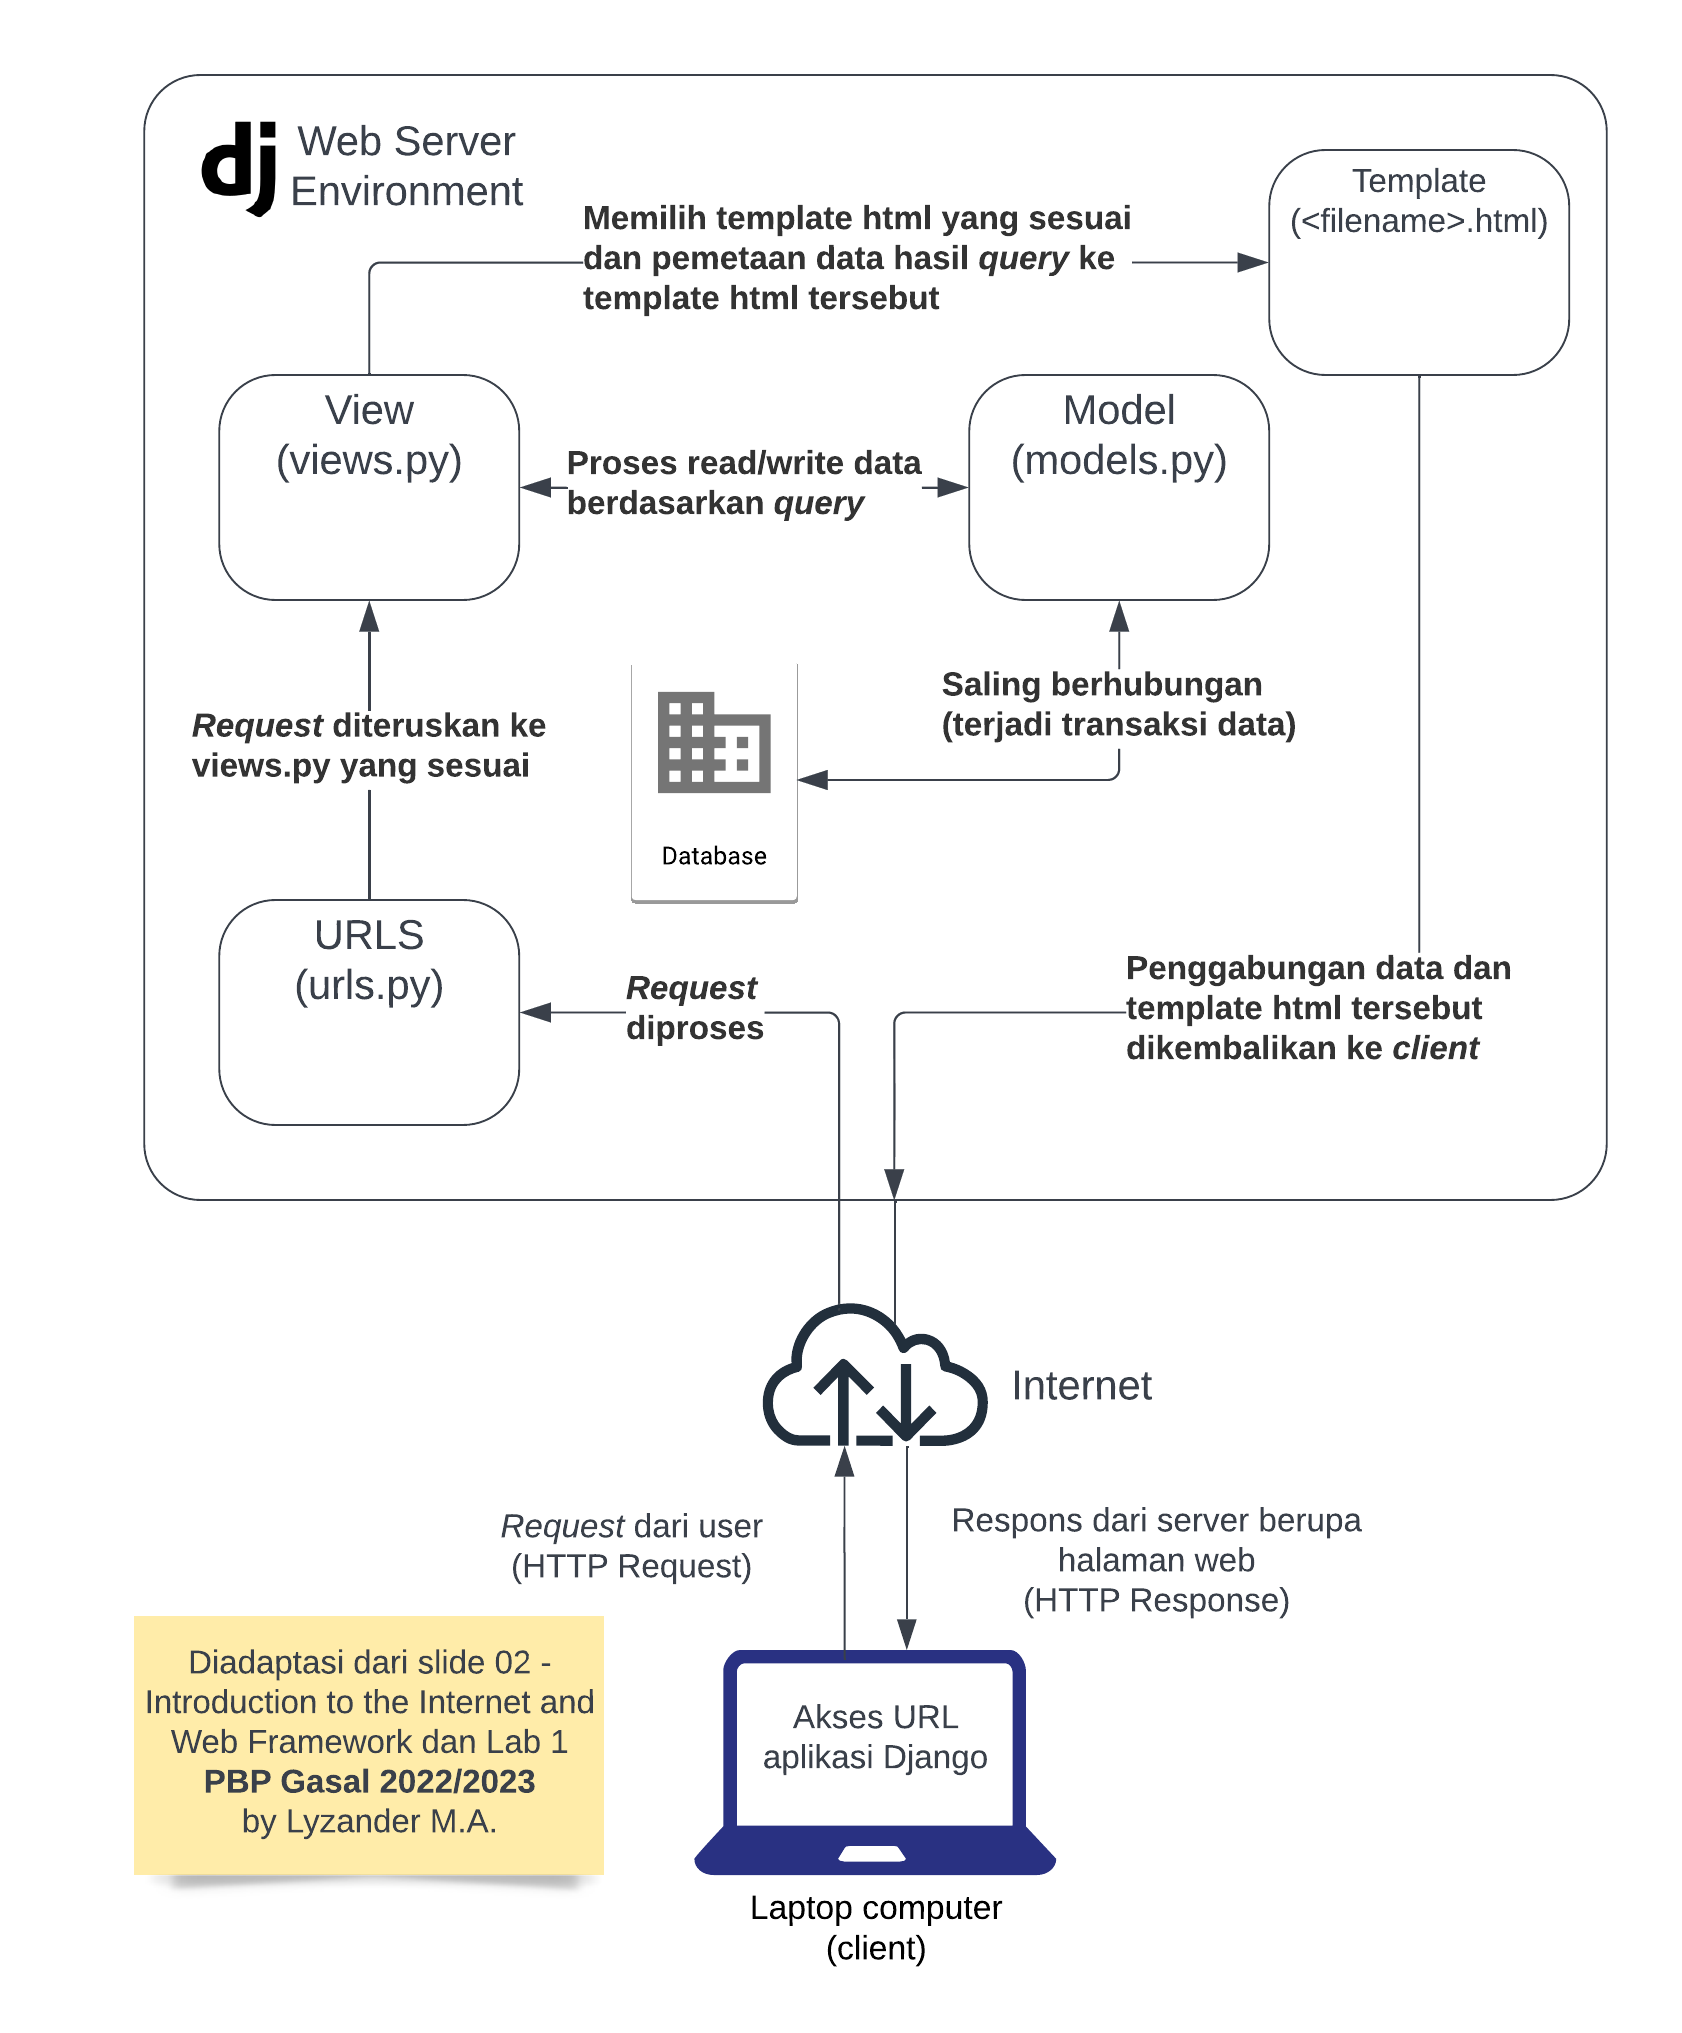 dj
Web Server
Environment
Template
(<filename>.html)
Memilih template html yang sesuai
dan pemetaan data hasil query ke
template html tersebut
View
(views.py)
Model
(models.py)
Proses read/write data
berdasarkan query
Saling berhubungan
(terjadi transaksi data)
Request diteruskan ke
views.py yang sesuai
Database
URLS
(urls.py)
Request
diproses
Penggabungan data dan
template html tersebut
dikembalikan ke client
Internet
Request dari user
(HTTP Request)
Respons dari server berupa
halaman web
(HTTP Response)
Diadaptasi dari slide 02 -
Introduction to the Internet and
Web Framework dan Lab 1
PBP Gasal 2022/2023
by Lyzander M.A.
Akses URL
aplikasi Django
Laptop computer
(client)